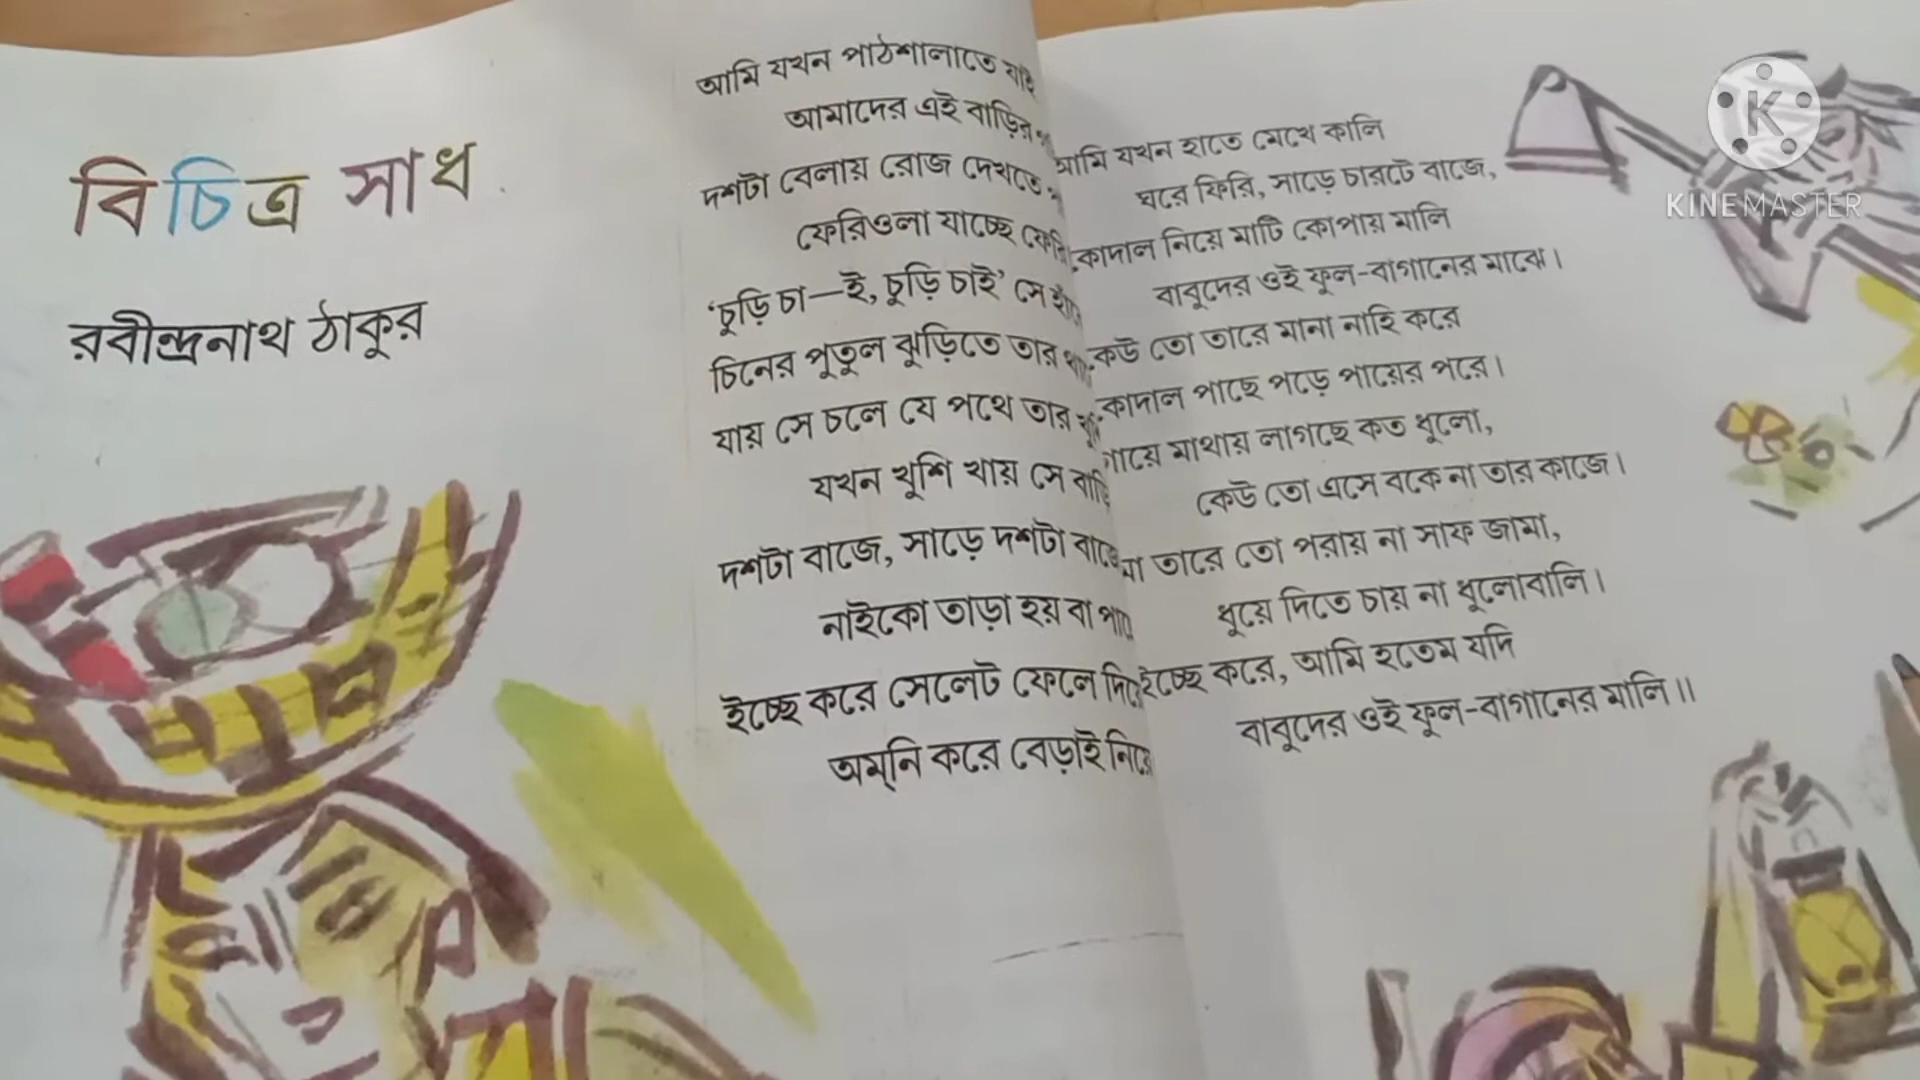 বিচিত্র সাধ
রবীন্দ্রনাথ ঠাকুর
আমি যখন পাঠশালাতে যাই
আমাদের এই বাড়ির
দশটা বেলায় রোজ দেখতে
ফেরিওলা যাচ্ছে
‘চুড়ি চা—ই, চুড়ি চাই’ সে
চিনের পুতুল ঝুড়িতে তার
যায় সে চলে যে পথে তার
যখন খুশি খায় সে
দশটা বাজে, সাড়ে দশটা
নাইকো তাড়া হয় বা
ইচ্ছে করে সেলেট ফেলে
অম্‌নি করে বেড়াই নিয়ে
আমি যখন হাতে মেখে কালি
ঘরে ফিরি, সাড়ে চারটে বাজে,
কোদাল নিয়ে মাটি কোপায় মালি
বাবুদের ওই ফুল-বাগানের মাঝে।
কেউ তো তারে মানা নাহি করে
কোদাল পাছে পড়ে পায়ের পরে।
গায়ে মাথায় লাগছে কত ধুলো,
কেউ তো এসে বকে না তার কাজে।
মা তারে তো পরায় না সাফ জামা,
ধুয়ে দিতে চায় না ধুলোবালি।
ইচ্ছে করে, আমি হতেম যদি
বাবুদের ওই ফুল-বাগানের মালি॥
K
KINEMASTER